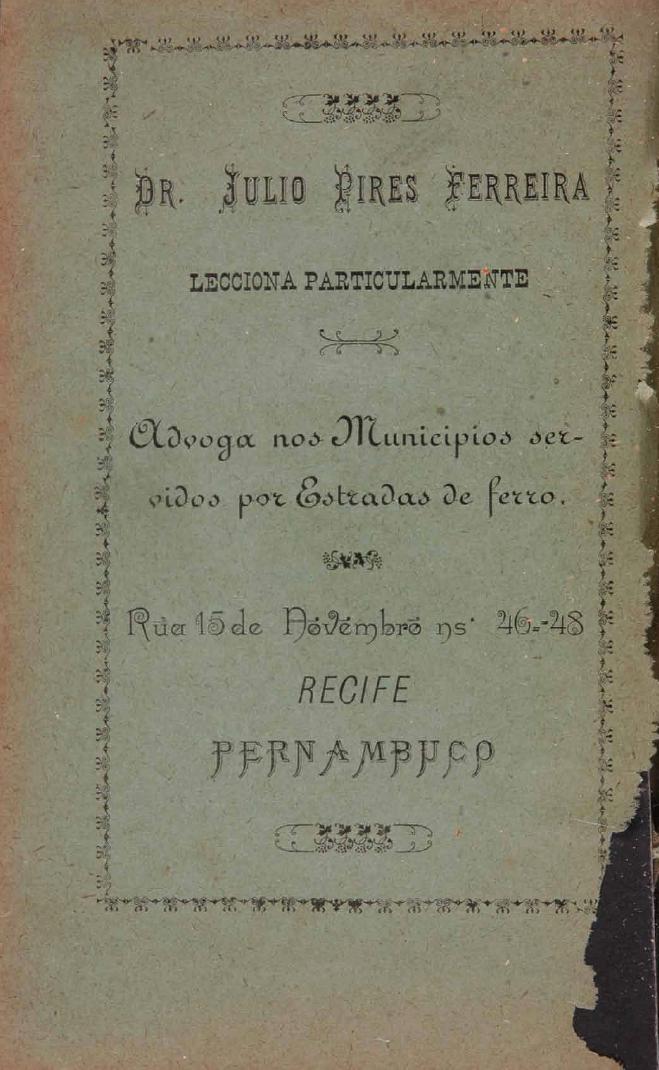 DR. JULIO PIRES FERREIRA
LECCIONA PARTICULARMENTE
Advoga nos Municipios ser-
vidos por Estradas de ferro.
Rua 15 de Novembro ns. 46--48
RECIFE
PERNAMBUCO